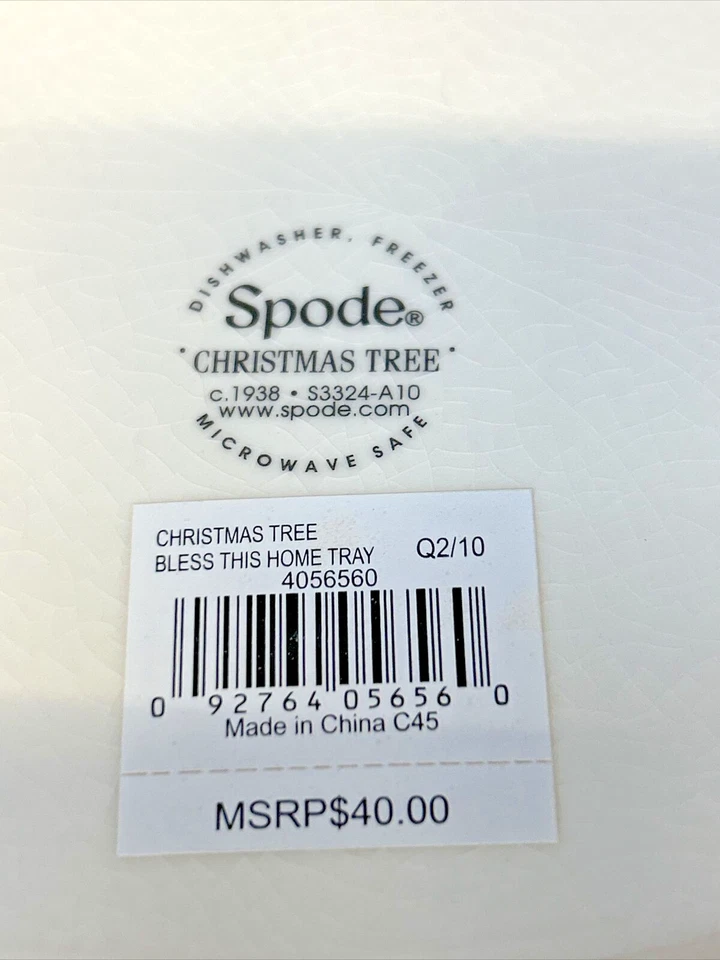 DISHWASHER, FREEZER
Spode®
· CHRISTMAS TREE ·
c.1938 • S3324-A10
www.spode.com
MICROWAVE SAFE
CHRISTMAS TREE
BLESS THIS HOME TRAY Q2/10
4056560
0 92764 05656 0
Made in China C45
MSRP$40.00